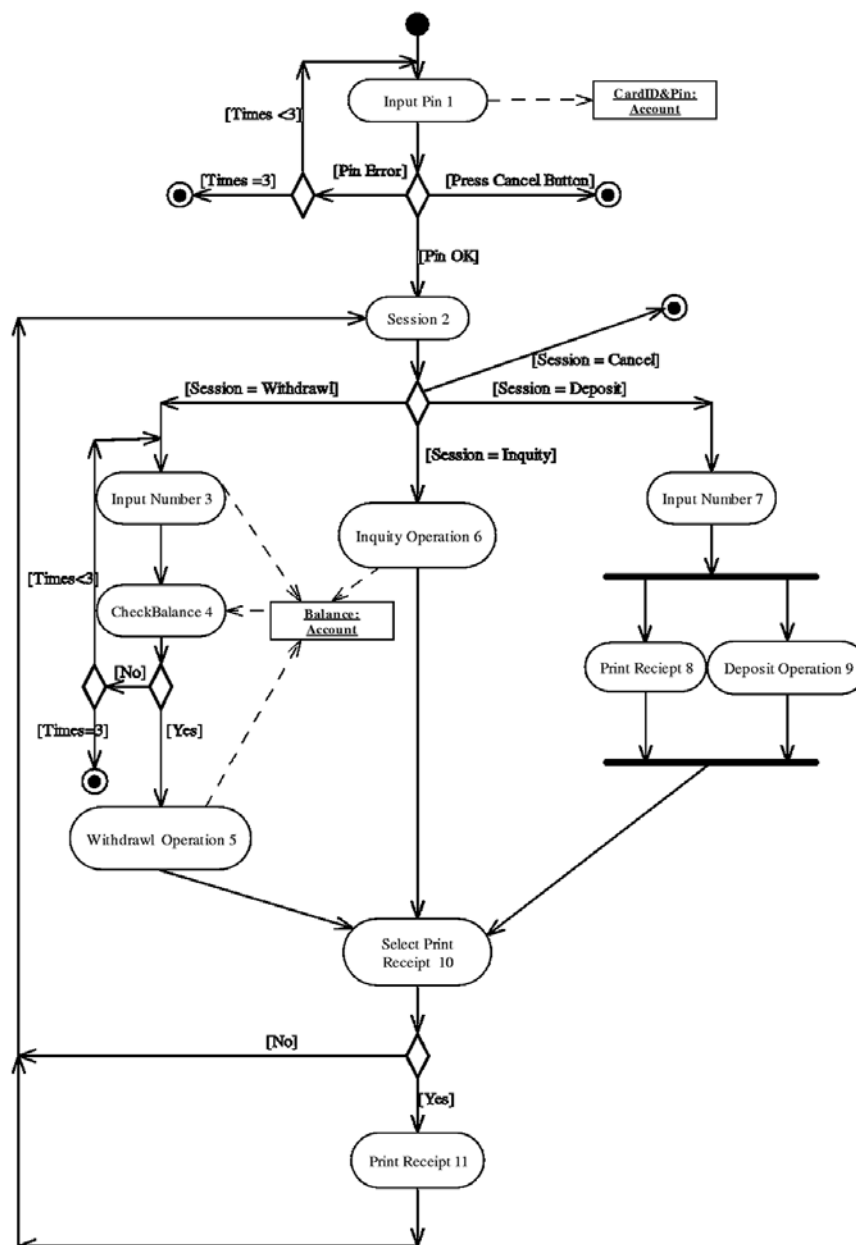 Input Pin 1
CardID&Pin:
Account
[Times <3]
[Pin Error]
[Times =3]
[Press Cancel Button]
[Pin OK]
Session 2
[Session = Cancel]
[Session = Withdrawl]
[Session = Deposit]
[Session = Inquity]
Input Number 3
Input Number 7
Inquity Operation 6
[Times<3]
CheckBalance 4
Balance:
Account
Print Reciept 8
Deposit Operation 9
[No]
[Times=3]
[Yes]
Withdrawl Operation 5
Select Print
Receipt 10
[No]
[Yes]
Print Receipt 11